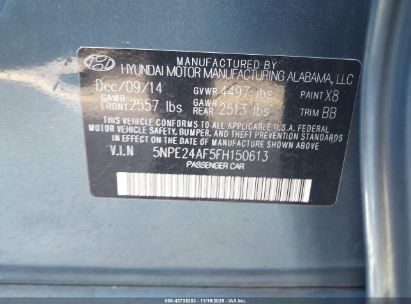 MANUFACTURED BY
HYUNDAI MOTOR MANUFACTURING ALABAMA, LLC
Dec/09/14 GVWR 4497 lbs PAINT X8
GAWR FRONT 2557 lbs GAWR REAR 2513 lbs TRIM BB
THIS VEHICLE CONFORMS TO ALL APPLICABLE U.S. FEDERAL
MOTOR VEHICLE SAFETY, BUMPER, AND THEFT PREVENTION STANDARDS
IN EFFECT ON THE DATE OF MANUFACTURE SHOWN ABOVE.
V.I.N 5NPE24AF5FH150613
PASSENGER CAR